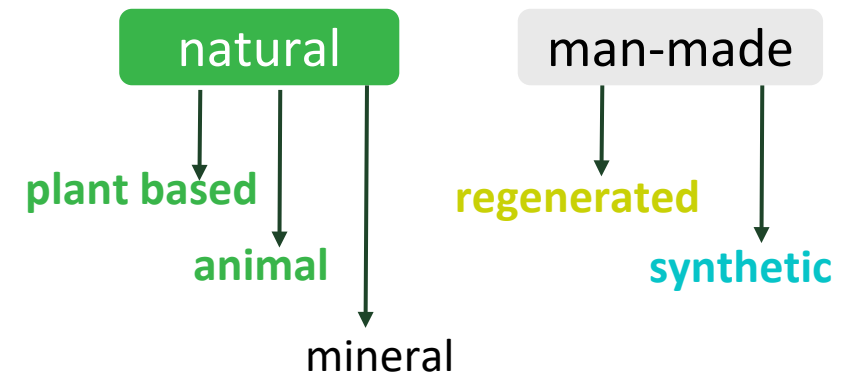 natural
man-made
plant based
regenerated
animal
synthetic
mineral